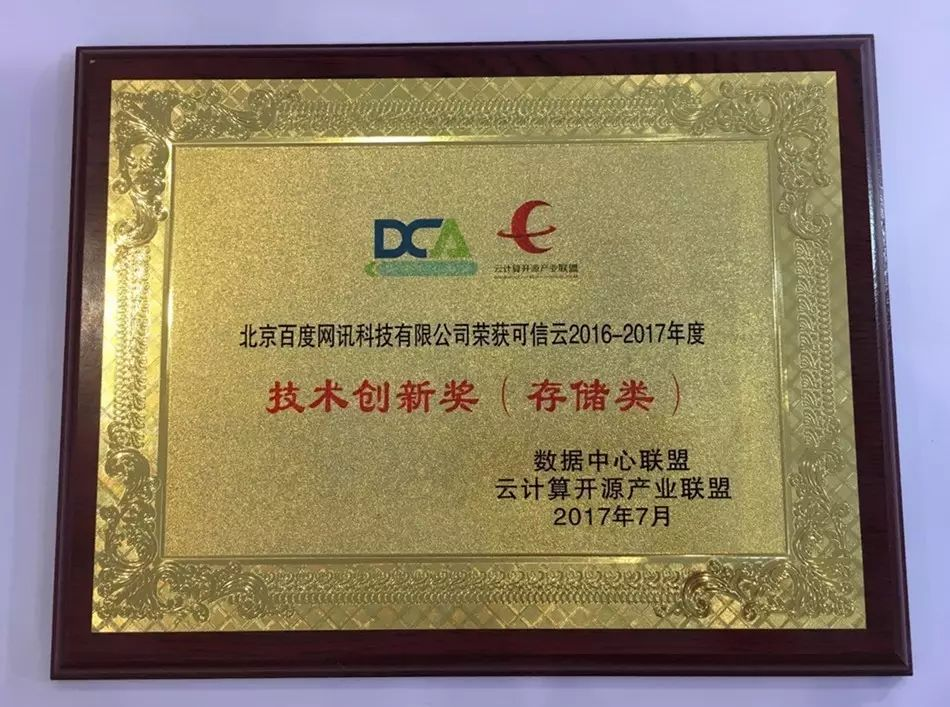 DCA
云计算开源产业联盟
北京百度网讯科技有限公司荣获可信云2016-2017年度
技术创新奖（存储类）
数据中心联盟
云计算开源产业联盟
2017年7月